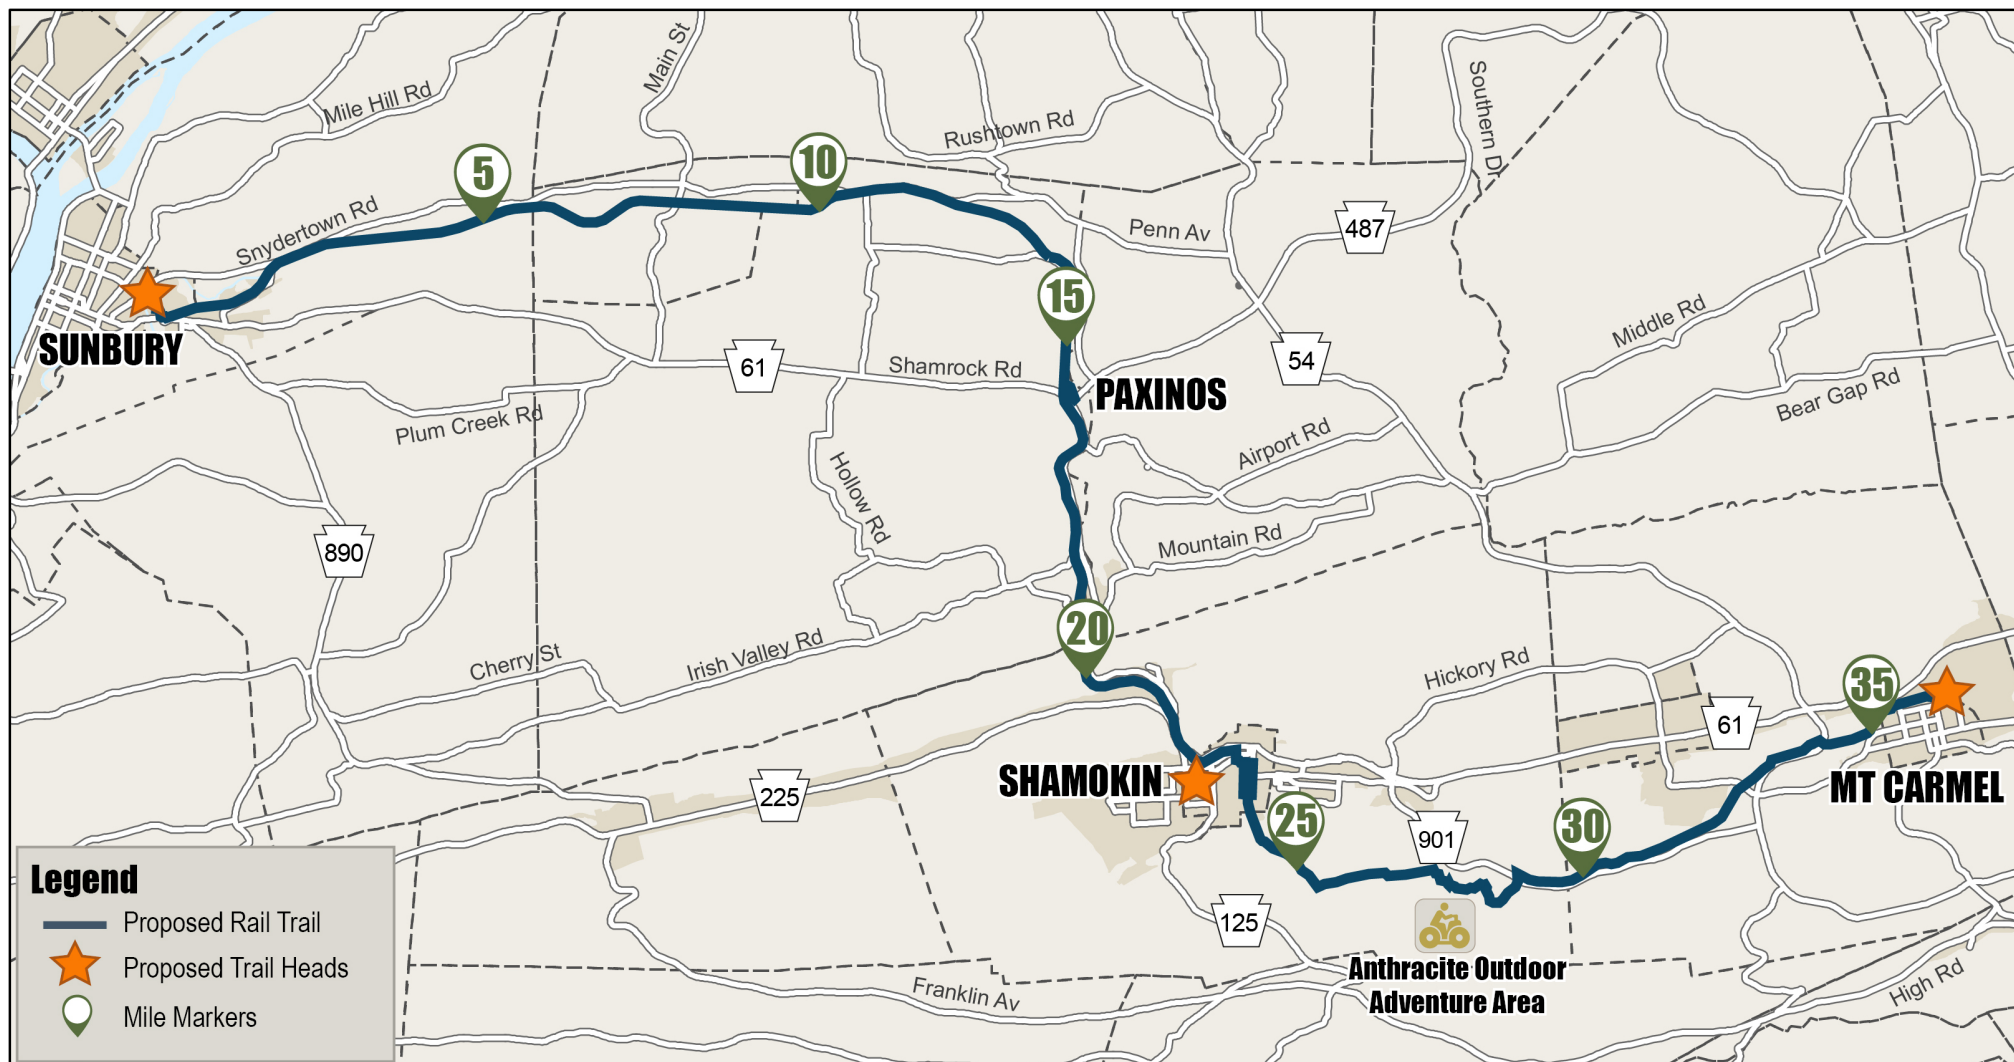 Main St
Mile Hill Rd
Southern Dr
Rushtown Rd
5
10
Snydertown Rd
Penn Av
487
15
SUNBURY
61
Shamrock Rd
54
Middle Rd
PAXINOS
Bear Gap Rd
Plum Creek Rd
Airport Rd
Hollow Rd
890
Mountain Rd
20
Cherry St
Irish Valley Rd
Hickory Rd
35
61
SHAMOKIN
225
MT CARMEL
25
901
30
125
Anthracite Outdoor
Adventure Area
Franklin Av
High Rd
Legend
Proposed Rail Trail
Proposed Trail Heads
Mile Markers